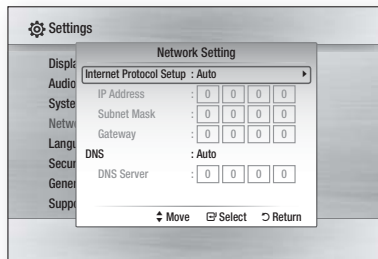 Settings
Network Setting
Displa
Internet Protocol Setup : Auto
Audio
IP Address : 0 0 0 0
Syste
Subnet Mask : 0 0 0 0
Netwo
Gateway : 0 0 0 0
Langu
DNS : Auto
Secur
DNS Server : 0 0 0 0
Gener
Suppo
Move Select Return